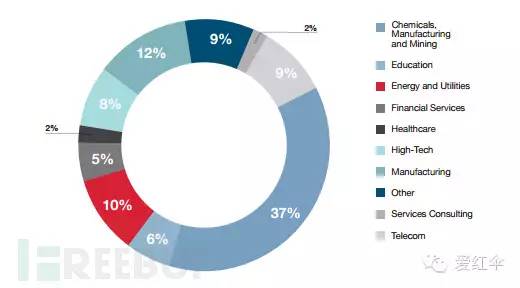 2%
9%
12%
9%
8%
2%
5%
37%
10%
6%
Chemicals,
Manufacturing
and Mining
Education
Energy and Utilities
Financial Services
Healthcare
High-Tech
Manufacturing
Other
Services Consulting
Telecom
REEBUF
爱红伞